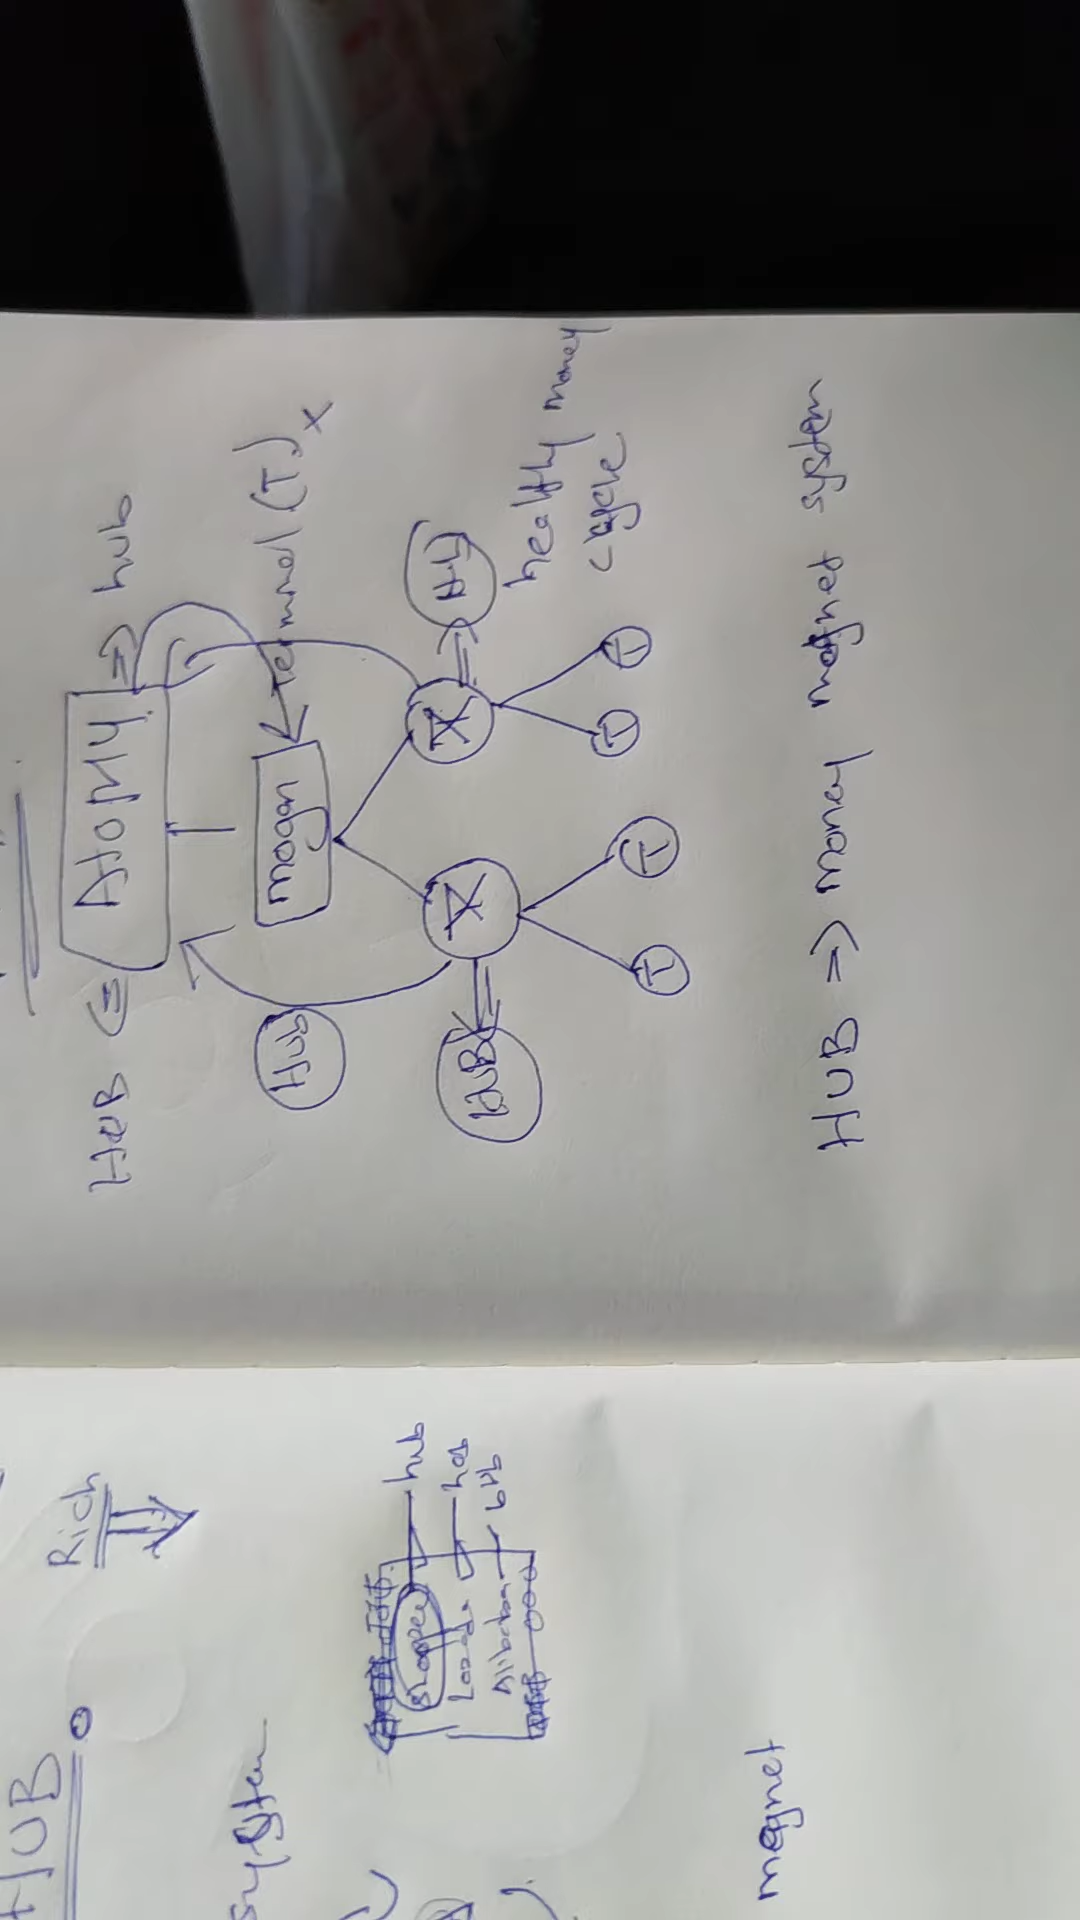 HUB.
Rich
system
Shopee hub
Lazada hub
Alibaba hub
magnet
HUB ATOMY hub
Hub
mogan
terminal (T) x
HUB
healthy money
cycle
T T T T
HUB => money magnet system